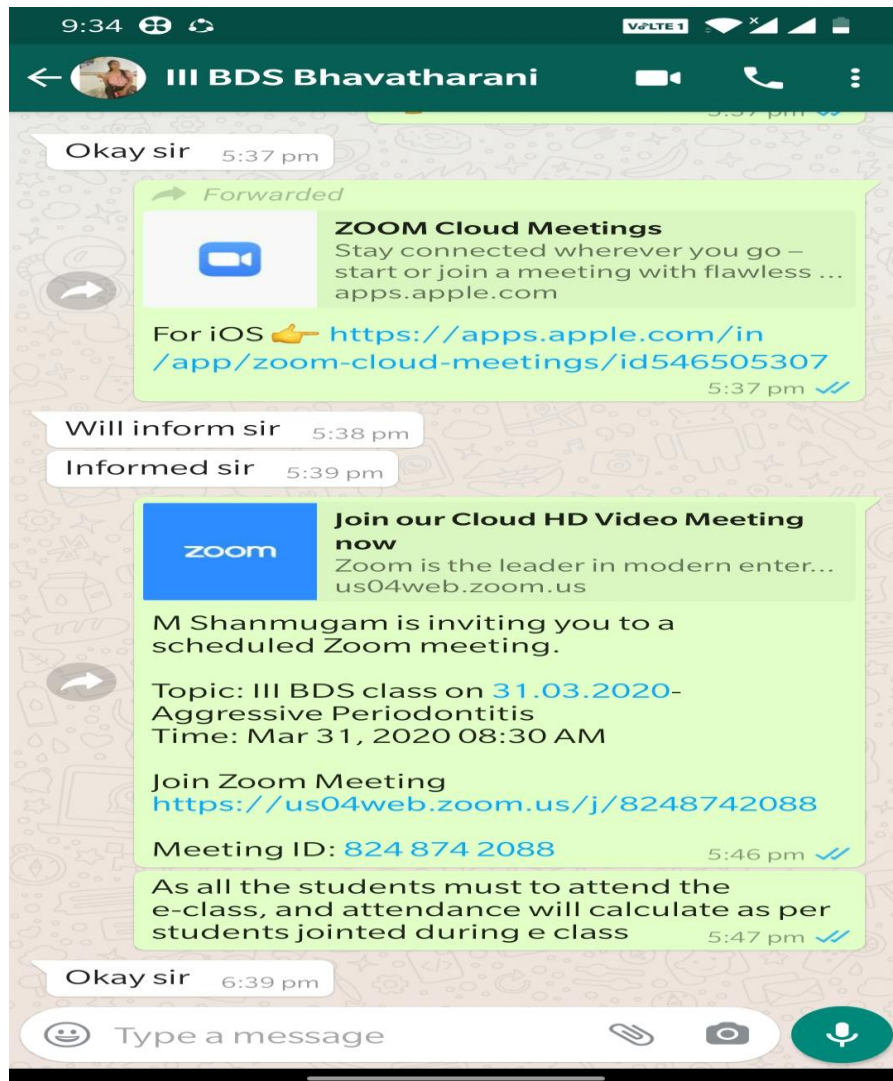 9:34
VoLTE 1
III BDS Bhavatharani
5:37 pm
Okay sir 5:37 pm
Forwarded
ZOOM Cloud Meetings
Stay connected wherever you go –
start or join a meeting with flawless ...
apps.apple.com
For iOS 👉 https://apps.apple.com/in
/app/zoom-cloud-meetings/id546505307
5:37 pm
Will inform sir 5:38 pm
Informed sir 5:39 pm
zoom
Join our Cloud HD Video Meeting
now
Zoom is the leader in modern enter...
us04web.zoom.us
M Shanmugam is inviting you to a
scheduled Zoom meeting.
Topic: III BDS class on 31.03.2020-
Aggressive Periodontitis
Time: Mar 31, 2020 08:30 AM
Join Zoom Meeting
https://us04web.zoom.us/j/8248742088
Meeting ID: 824 874 2088 5:46 pm
As all the students must to attend the
e-class, and attendance will calculate as per
students jointed during e class 5:47 pm
Okay sir 6:39 pm
Type a message